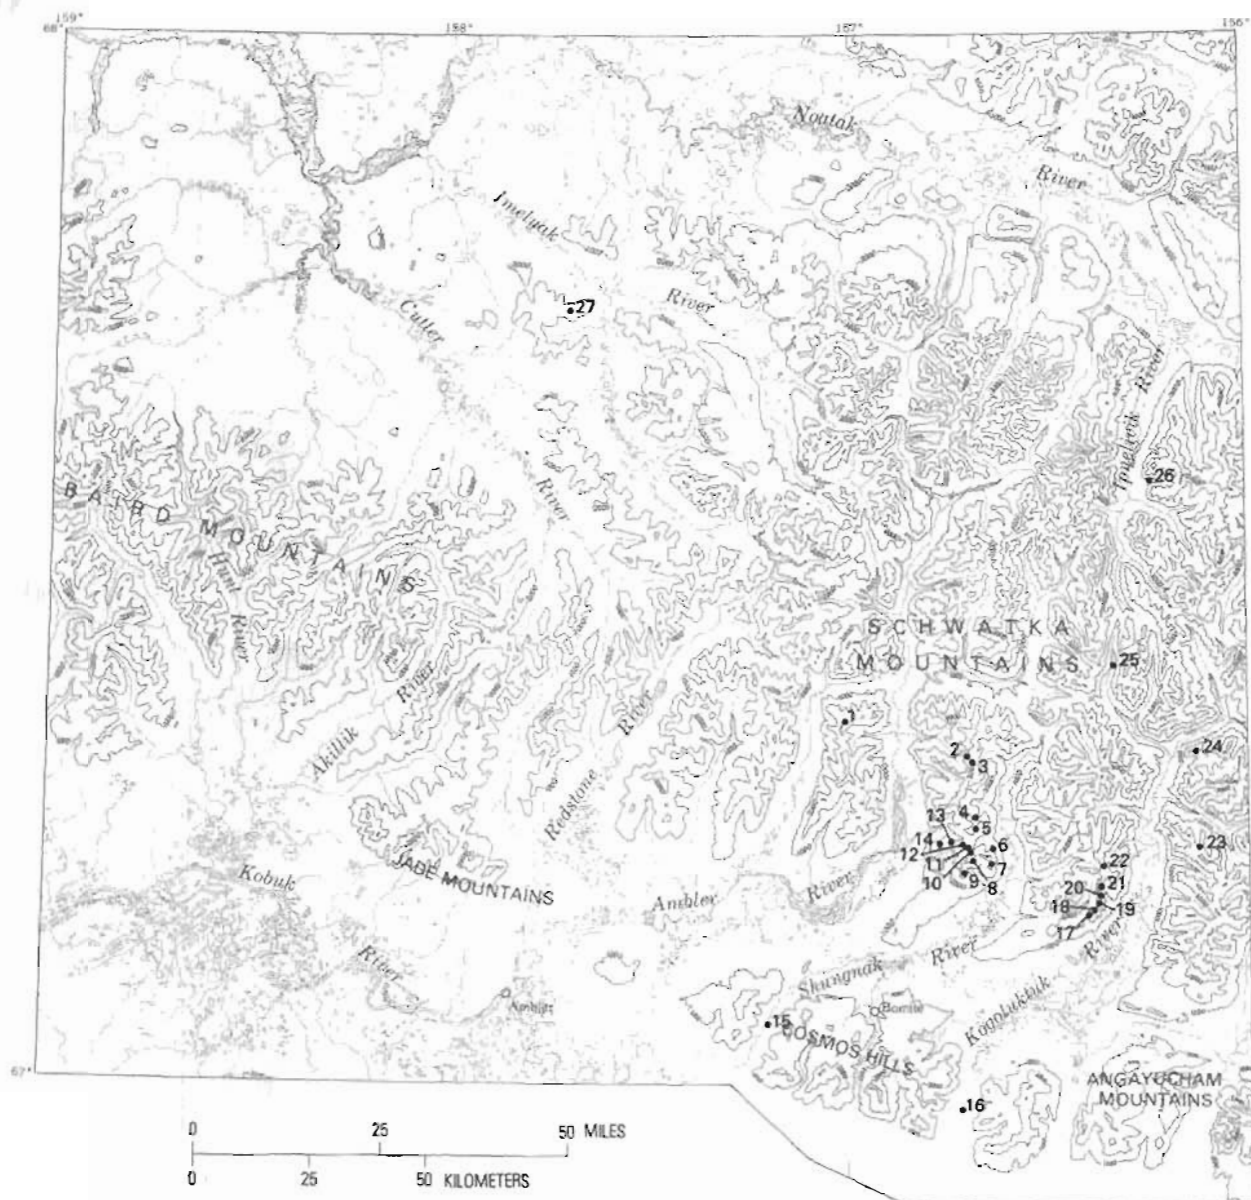 159°
158°
157°
156°
68°
Noatak
River
Imelyak
River
27
Cutler
River
River
Ipnelivik
26
BAIRD MOUNTAINS
Hunt
River
SCHWATKA
MOUNTAINS
25
River
Akillik
River
Redstone
1
2
3
24
4
5
13
14
12
11
10
6
7
9
8
23
22
21
20
19
18
17
JADE MOUNTAINS
Kobuk
River
Ambler
River
River
Shungnak
River
Kogoluktuk
Ambler
Bornite
15
COSMOS HILLS
67°
16
ANGAYUCHAM
MOUNTAINS
0 25 50 MILES
0 25 50 KILOMETERS